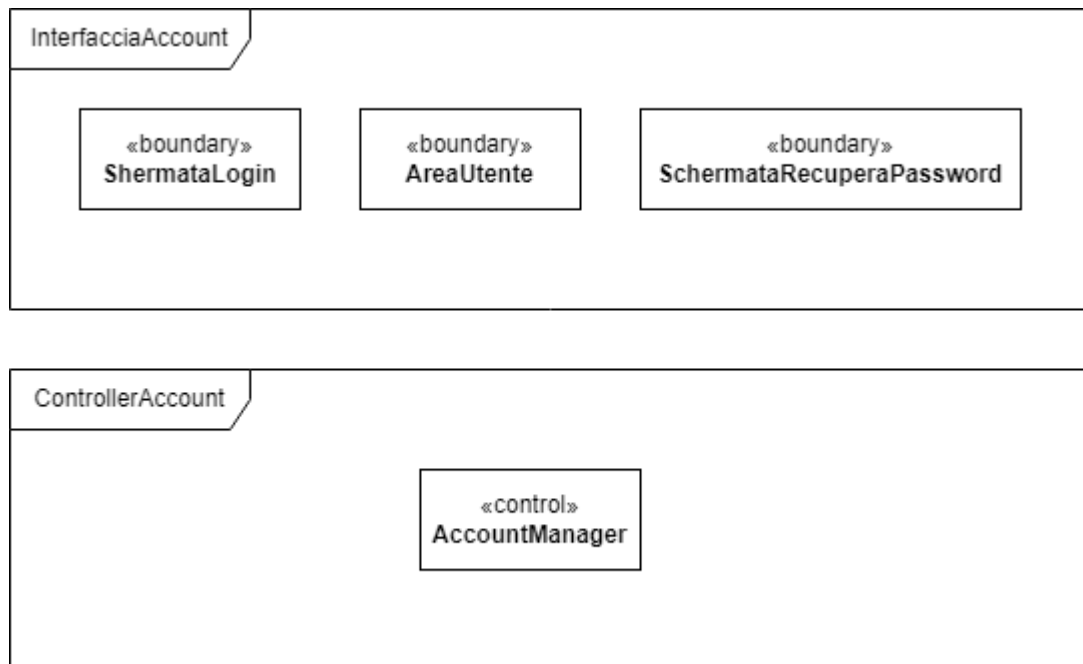 InterfacciaAccount
«boundary»
ShermataLogin
«boundary»
AreaUtente
«boundary»
SchermataRecuperaPassword
ControllerAccount
«control»
AccountManager